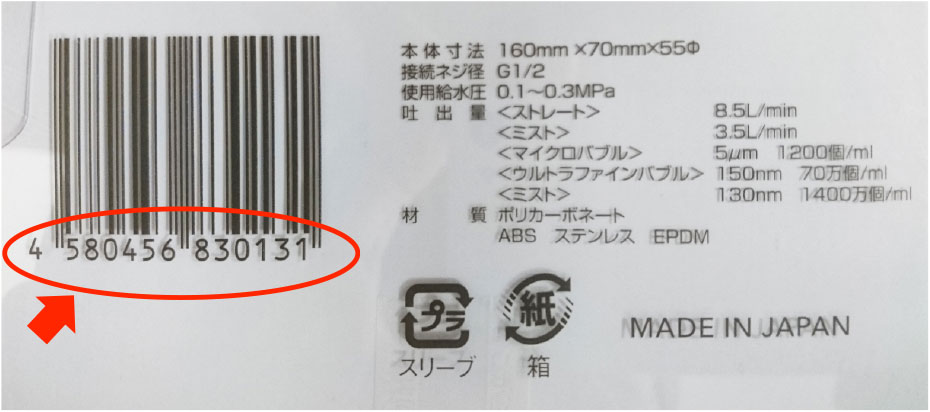 4 580456 830131
本体寸法 160mm×70mm×55Φ
接続ネジ径 G1/2
使用給水圧 0.1~0.3MPa
吐出量 <ストレート> 8.5L/min
<ミスト> 3.5L/min
<マイクロバブル> 5μm 1200個/ml
<ウルトラファインバブル> 150nm 70万個/ml
<ミスト> 130nm 1400万個/ml
材質 ポリカーボネート
ABS ステンレス EPDM
プラ
スリーブ
紙
箱
MADE IN JAPAN